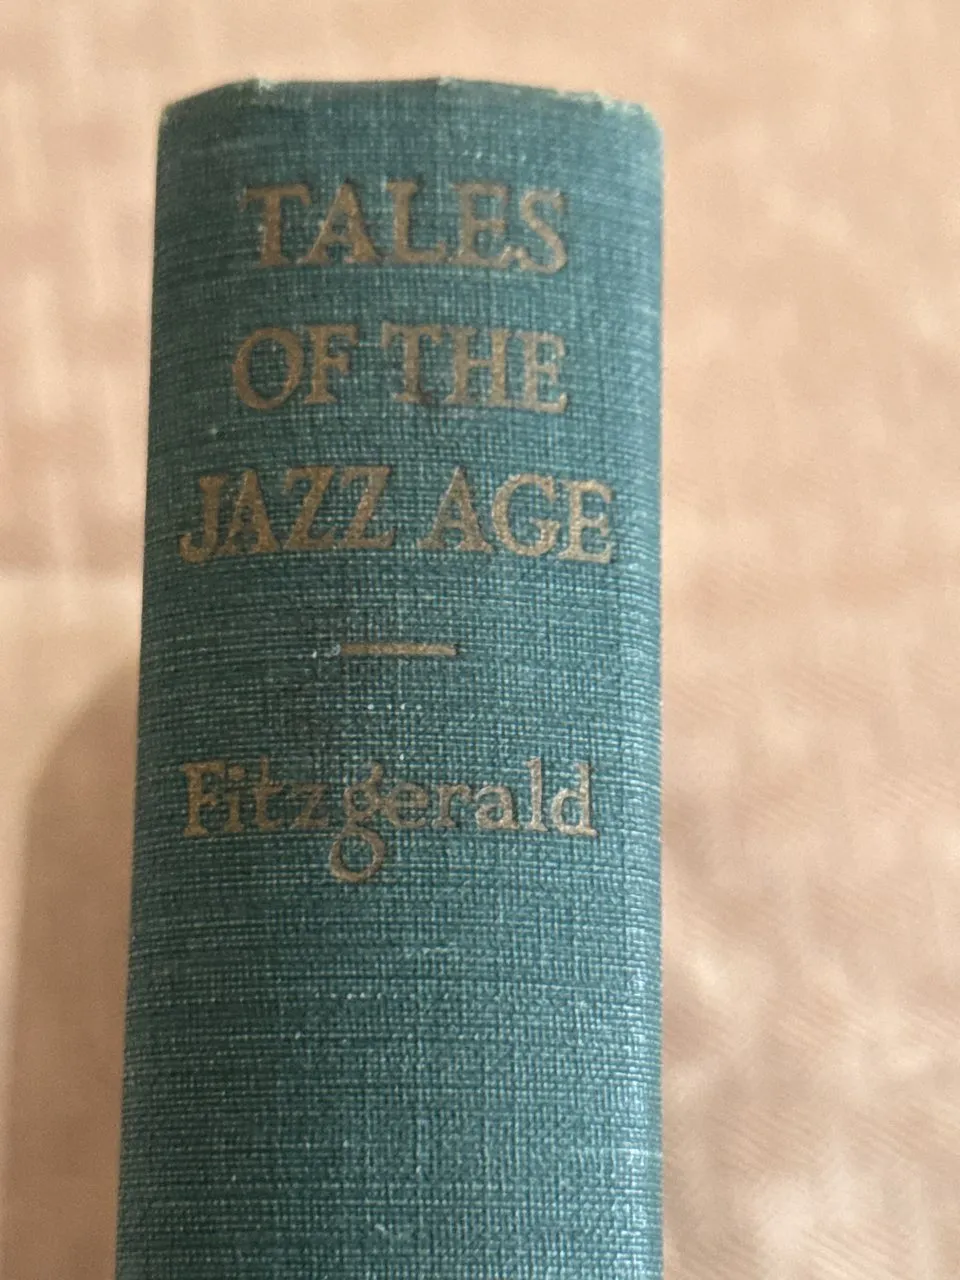 TALES
OF THE
JAZZ AGE
Fitzgerald